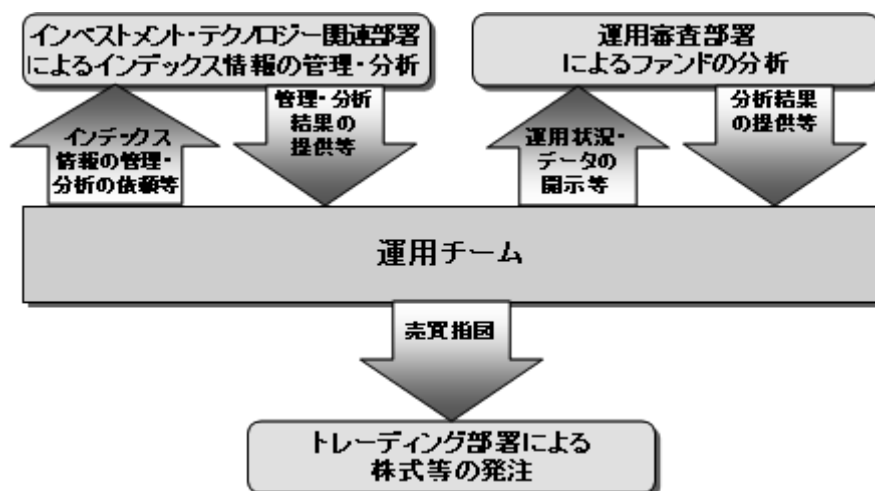 インベストメント・テクノロジー関連部署
によるインデックス情報の管理・分析
運用審査部署
によるファンドの分析
インデックス
情報の管理・
分析の依頼等
管理・分析
結果の
提供等
運用状況・
データの
開示等
分析結果
の提供等
運用チーム
売買指図
トレーディング部署による
株式等の発注